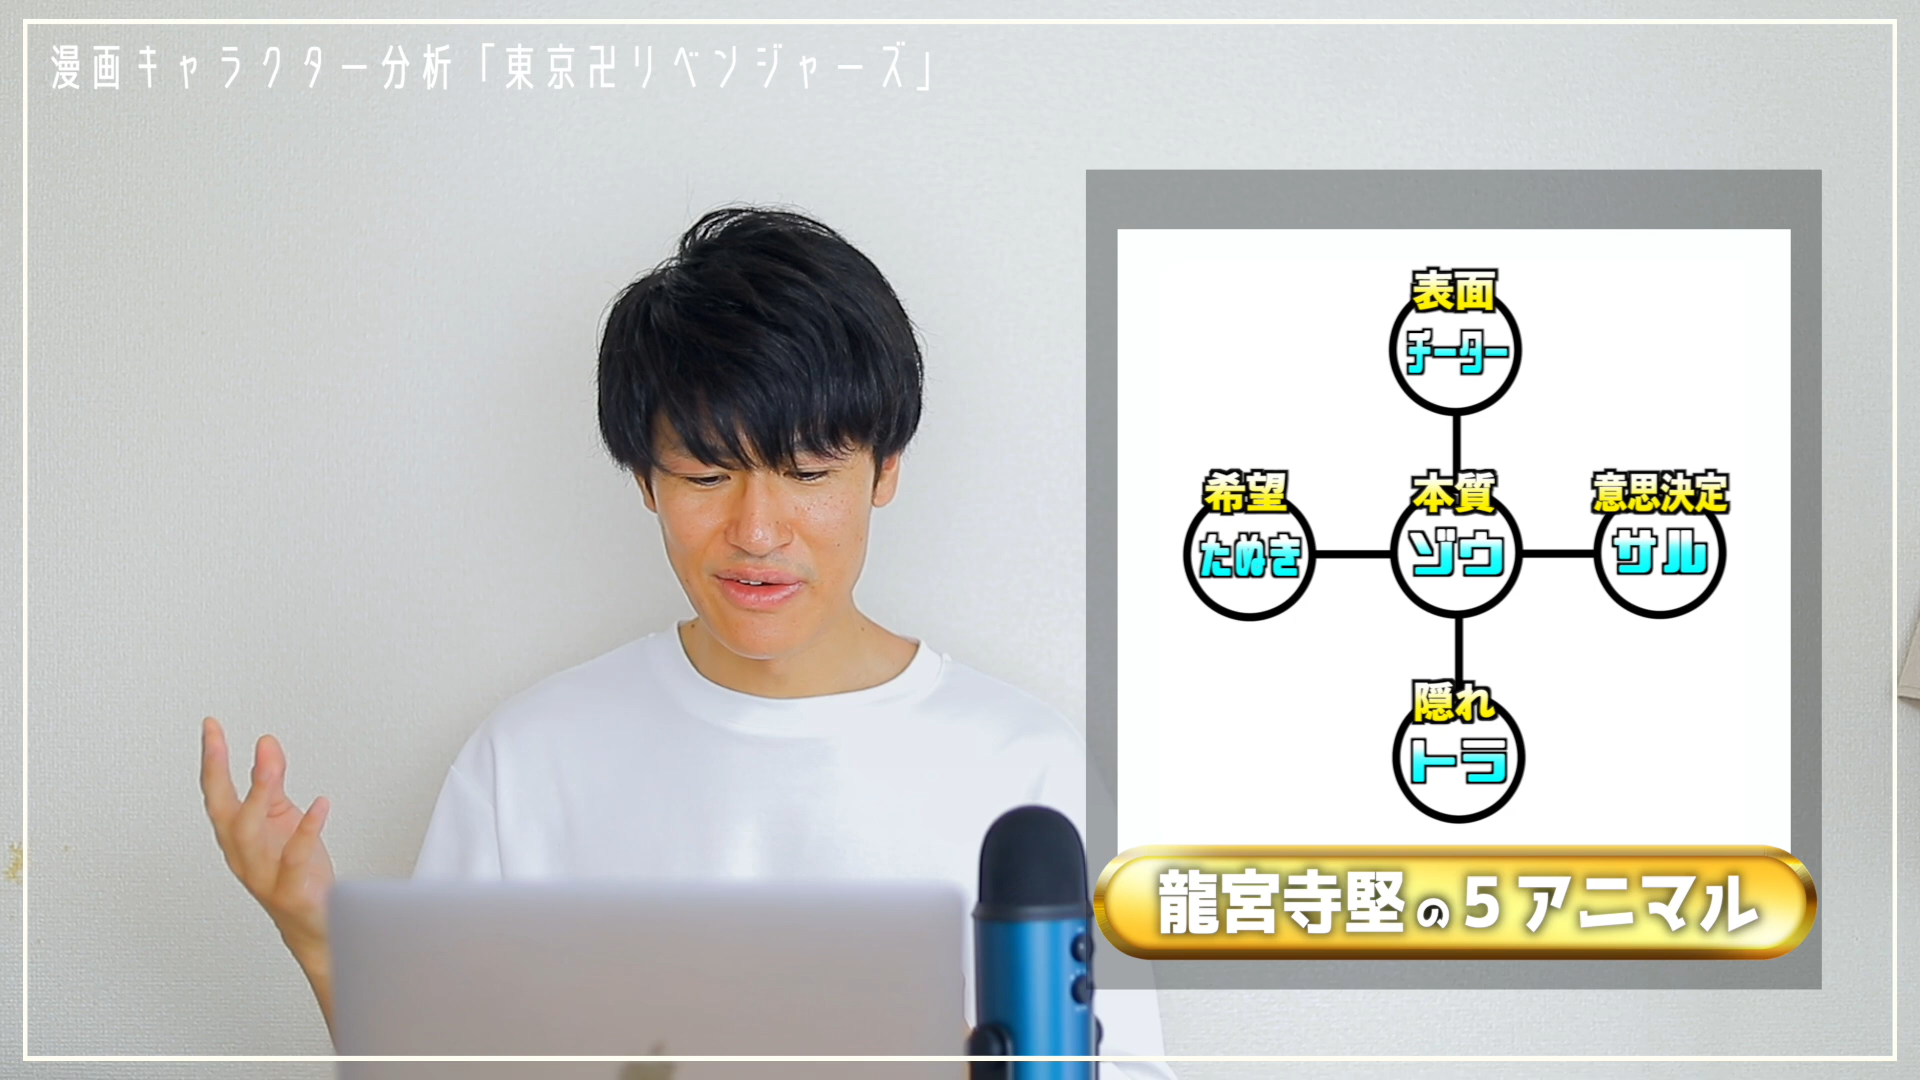 漫画キャラクター分析「東京卍リベンジャーズ」
表面
チーター
希望
たぬき
本質
ゾウ
意思決定
サル
隠れ
トラ
龍宮寺堅の5アニマル